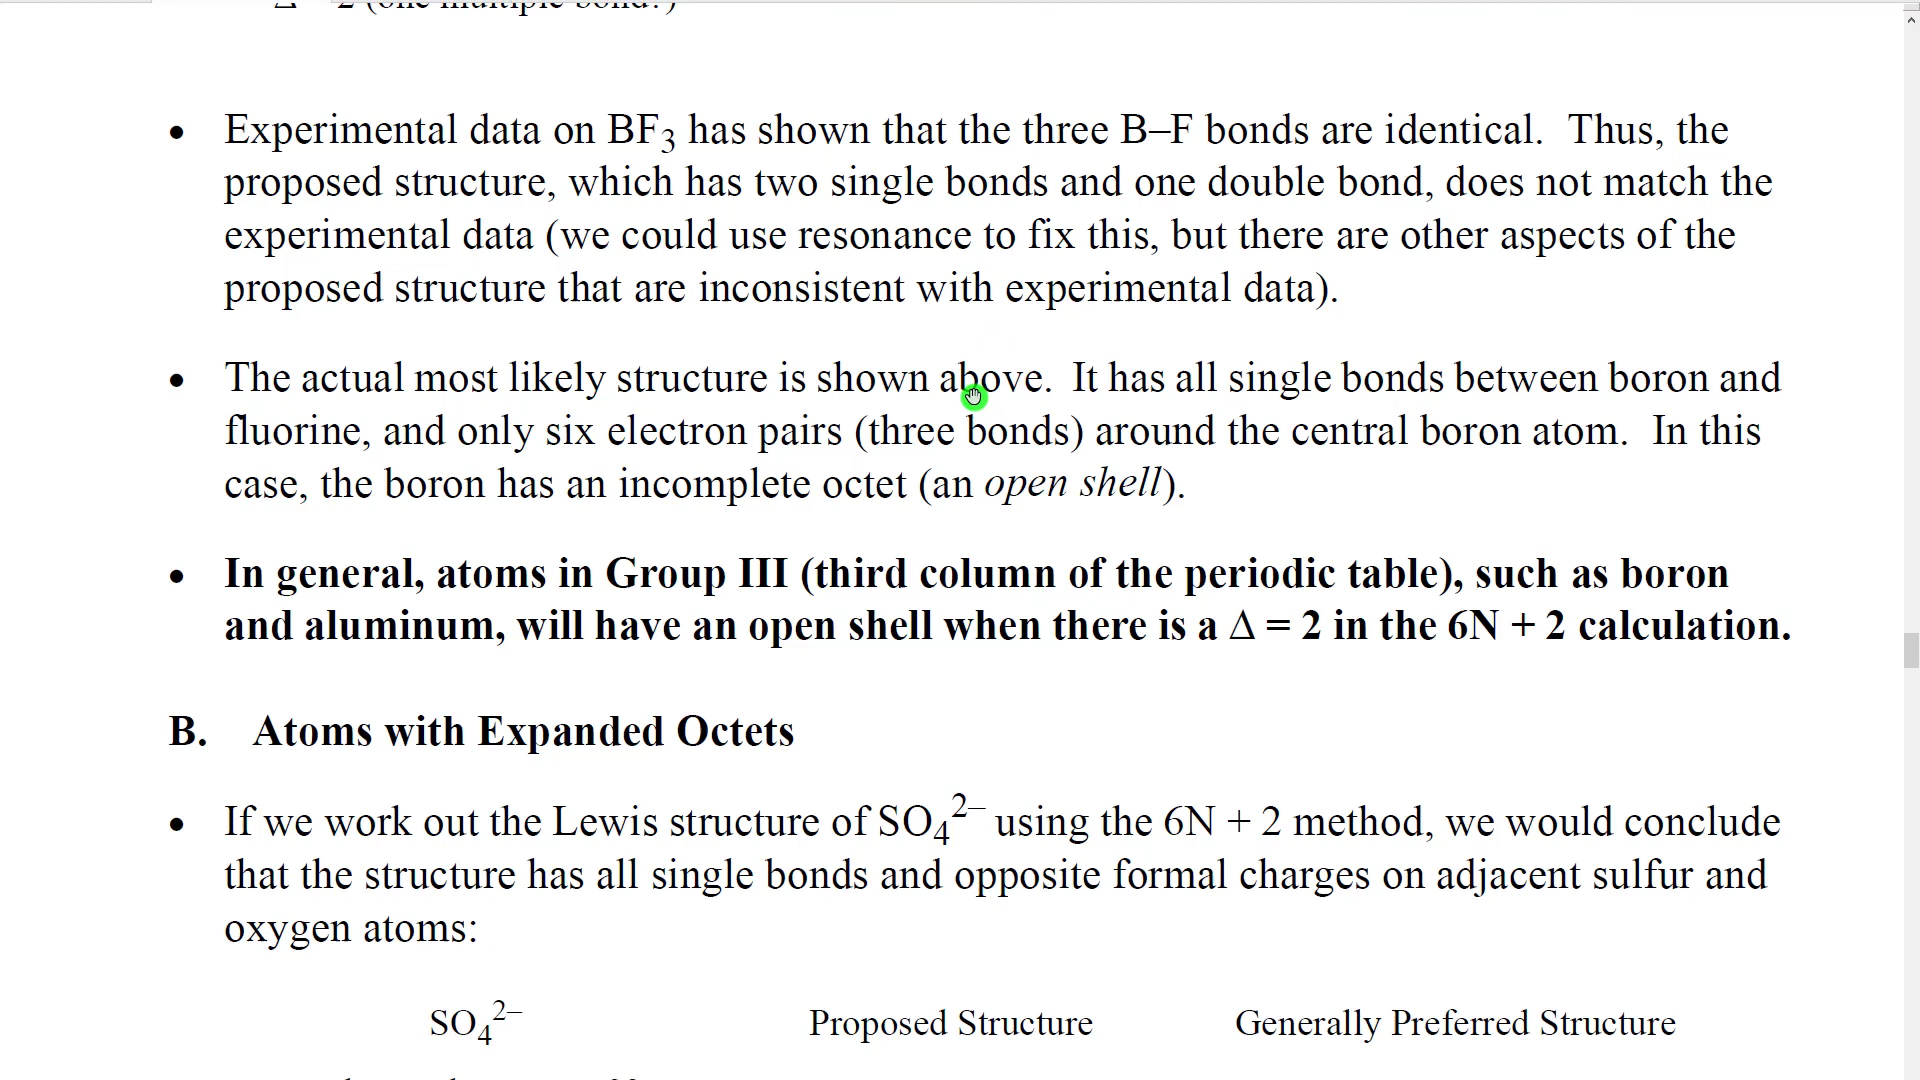 Δ = 2 (one multiple bond?)
• Experimental data on BF₃ has shown that the three B–F bonds are identical. Thus, the
proposed structure, which has two single bonds and one double bond, does not match the
experimental data (we could use resonance to fix this, but there are other aspects of the
proposed structure that are inconsistent with experimental data).
• The actual most likely structure is shown above. It has all single bonds between boron and
fluorine, and only six electron pairs (three bonds) around the central boron atom. In this
case, the boron has an incomplete octet (an open shell).
• In general, atoms in Group III (third column of the periodic table), such as boron
and aluminum, will have an open shell when there is a Δ = 2 in the 6N + 2 calculation.
B. Atoms with Expanded Octets
• If we work out the Lewis structure of SO₄²⁻ using the 6N + 2 method, we would conclude
that the structure has all single bonds and opposite formal charges on adjacent sulfur and
oxygen atoms:
SO₄²⁻ Proposed Structure Generally Preferred Structure